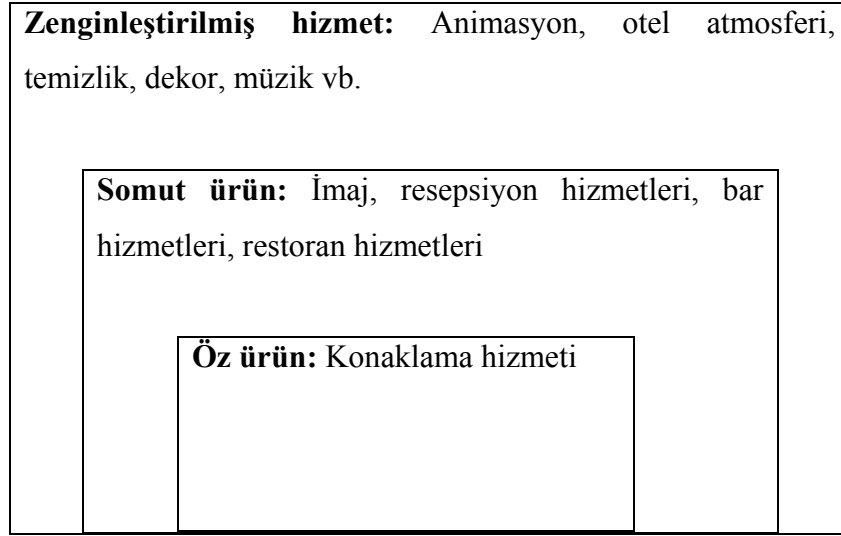 Zenginleştirilmiş hizmet: Animasyon, otel atmosferi,
temizlik, dekor, müzik vb.
Somut ürün: İmaj, resepsiyon hizmetleri, bar
hizmetleri, restoran hizmetleri
Öz ürün: Konaklama hizmeti